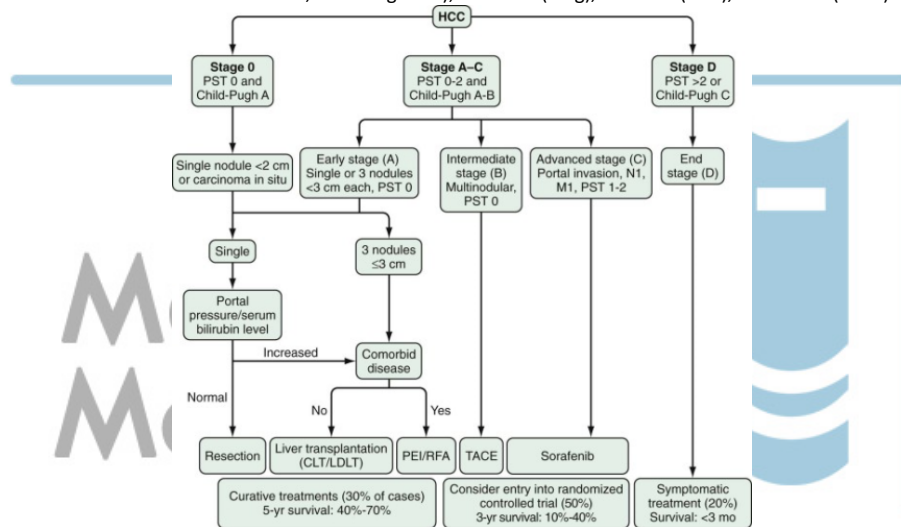 HCC
Stage 0
PST 0 and
Child-Pugh A
Stage A–C
PST 0-2 and
Child-Pugh A-B
Stage D
PST >2 or
Child-Pugh C
Single nodule <2 cm
or carcinoma in situ
Early stage (A)
Single or 3 nodules
<3 cm each, PST 0
Intermediate
stage (B)
Multinodular,
PST 0
Advanced stage (C)
Portal invasion, N1,
M1, PST 1-2
End
stage (D)
Single
3 nodules
≤3 cm
Portal
pressure/serum
bilirubin level
Increased
Comorbid
disease
Normal
No
Yes
Resection
Liver transplantation
(CLT/LDLT)
PEI/RFA
TACE
Sorafenib
Curative treatments (30% of cases)
5-yr survival: 40%-70%
Consider entry into randomized
controlled trial (50%)
3-yr survival: 10%-40%
Symptomatic
treatment (20%)
Survival: <3 mo